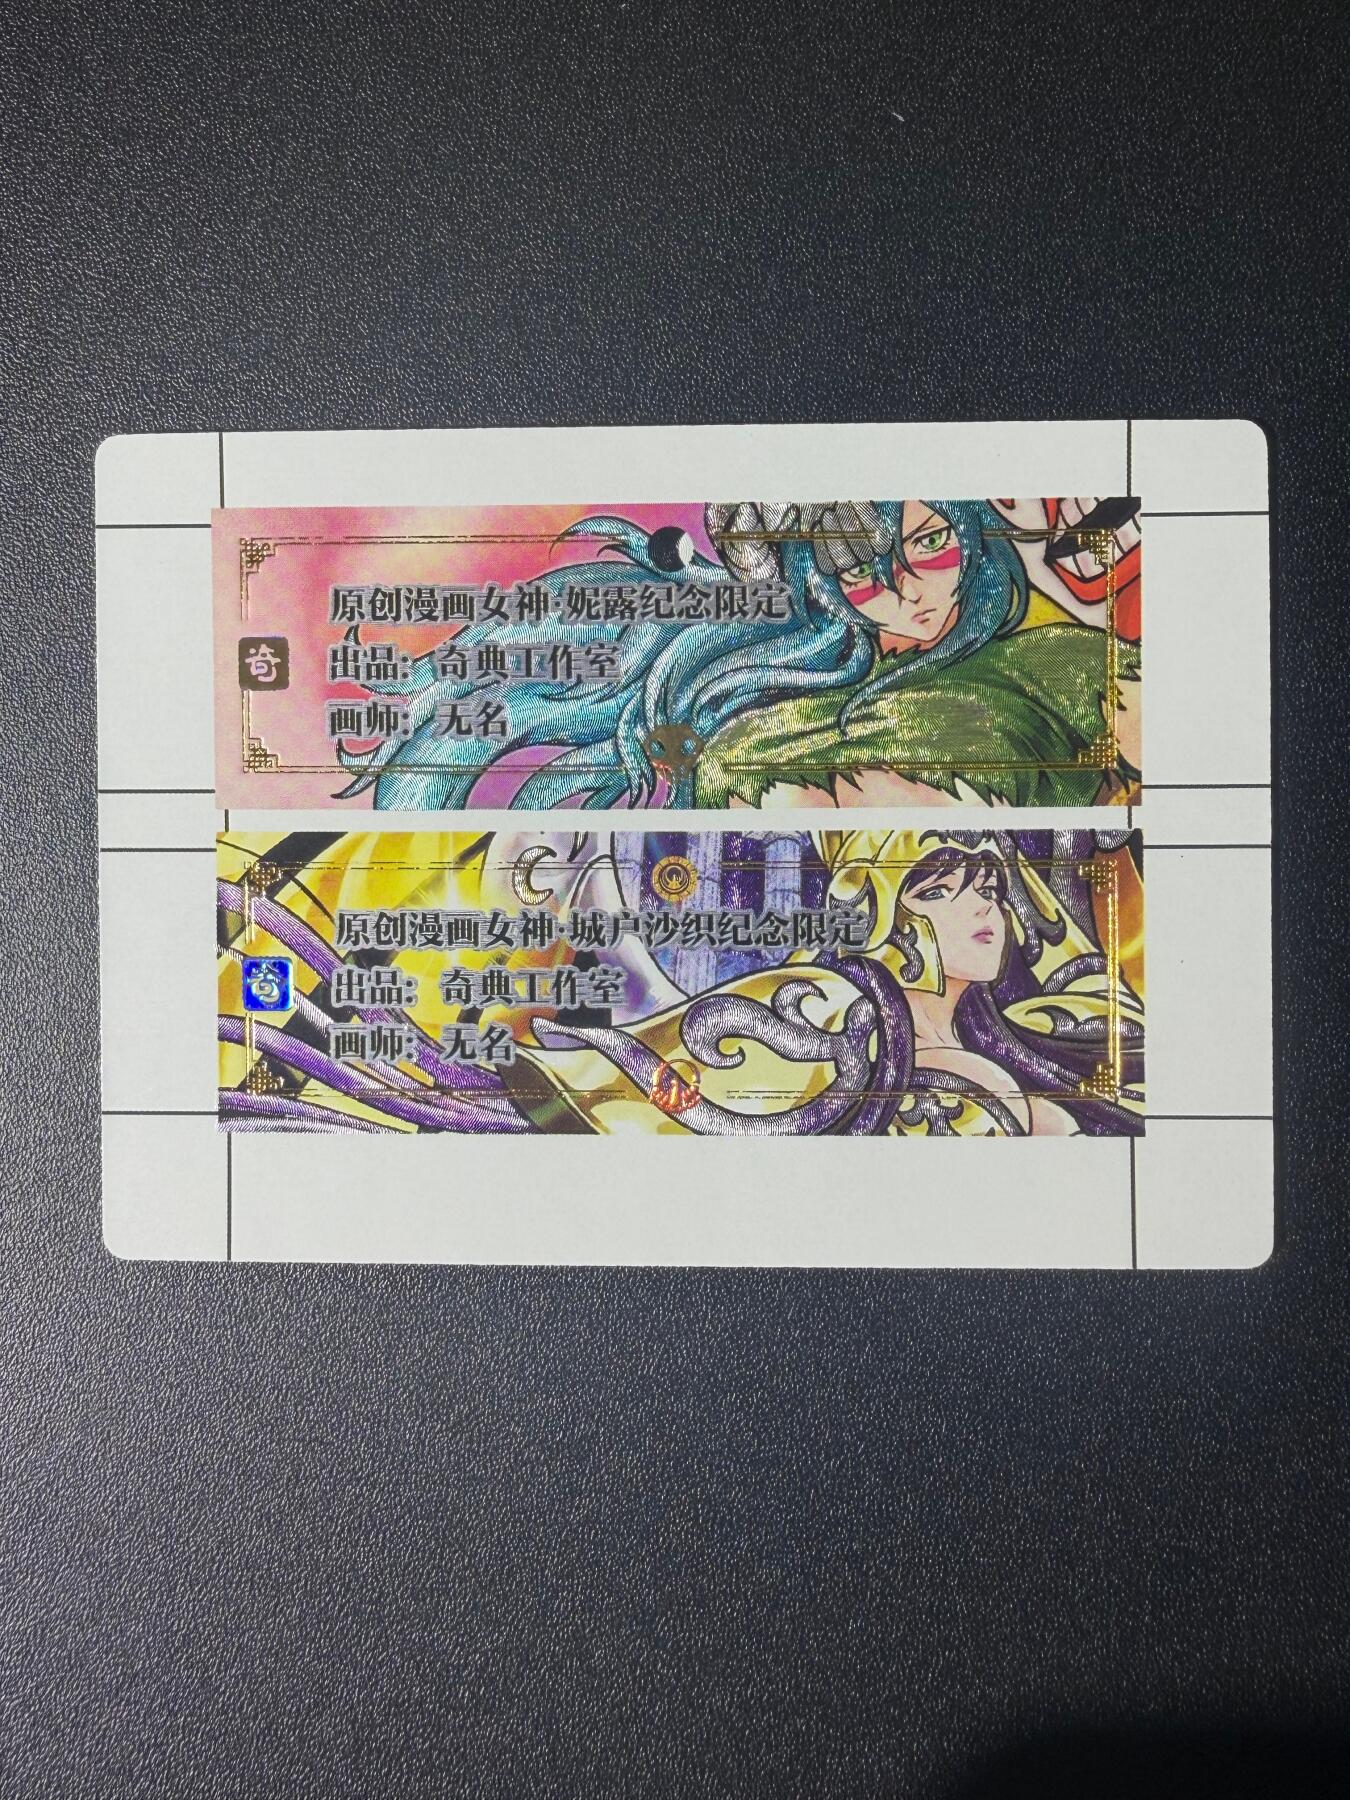 原创漫画女神·妮露纪念限定
奇
出品: 奇典工作室
画师: 无名
原创漫画女神·城户沙织纪念限定
奇
出品: 奇典工作室
画师: 无名